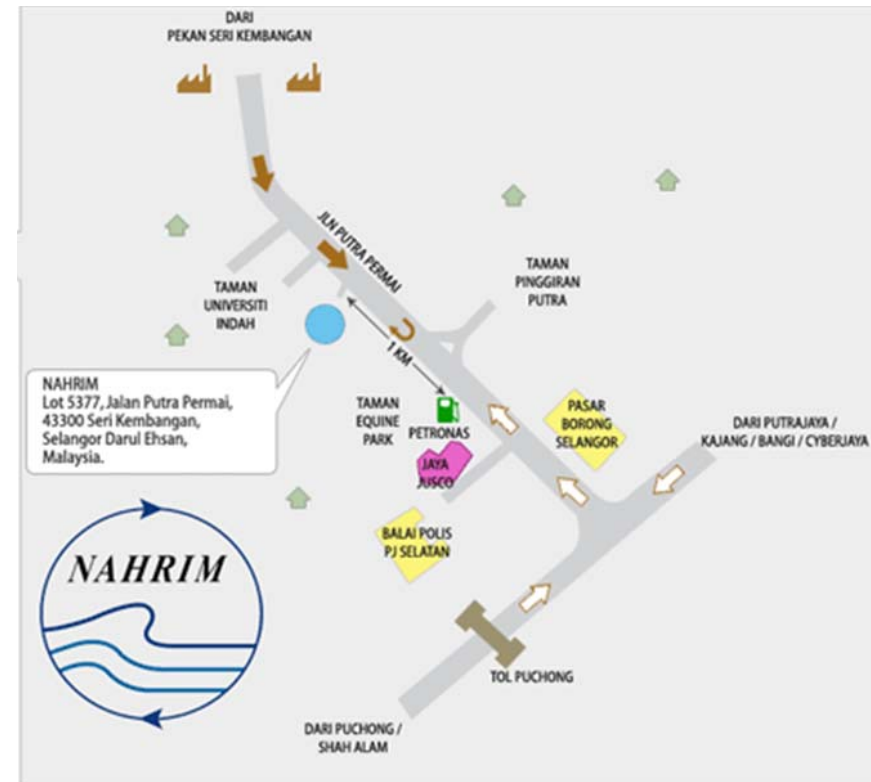 DARI
PEKAN SERI KEMBANGAN
JLN PUTRA PERMAI
TAMAN
UNIVERSITI
INDAH
TAMAN
PINGGIRAN
PUTRA
1 KM
NAHRIM
Lot 5377, Jalan Putra Permai,
43300 Seri Kembangan,
Selangor Darul Ehsan,
Malaysia.
TAMAN
EQUINE
PARK
PETRONAS
JAYA
JUSCO
PASAR
BORONG
SELANGOR
DARI PUTRAJAYA /
KAJANG / BANGI / CYBERJAYA
BALAI POLIS
PJ SELATAN
NAHRIM
TOL PUCHONG
DARI PUCHONG /
SHAH ALAM